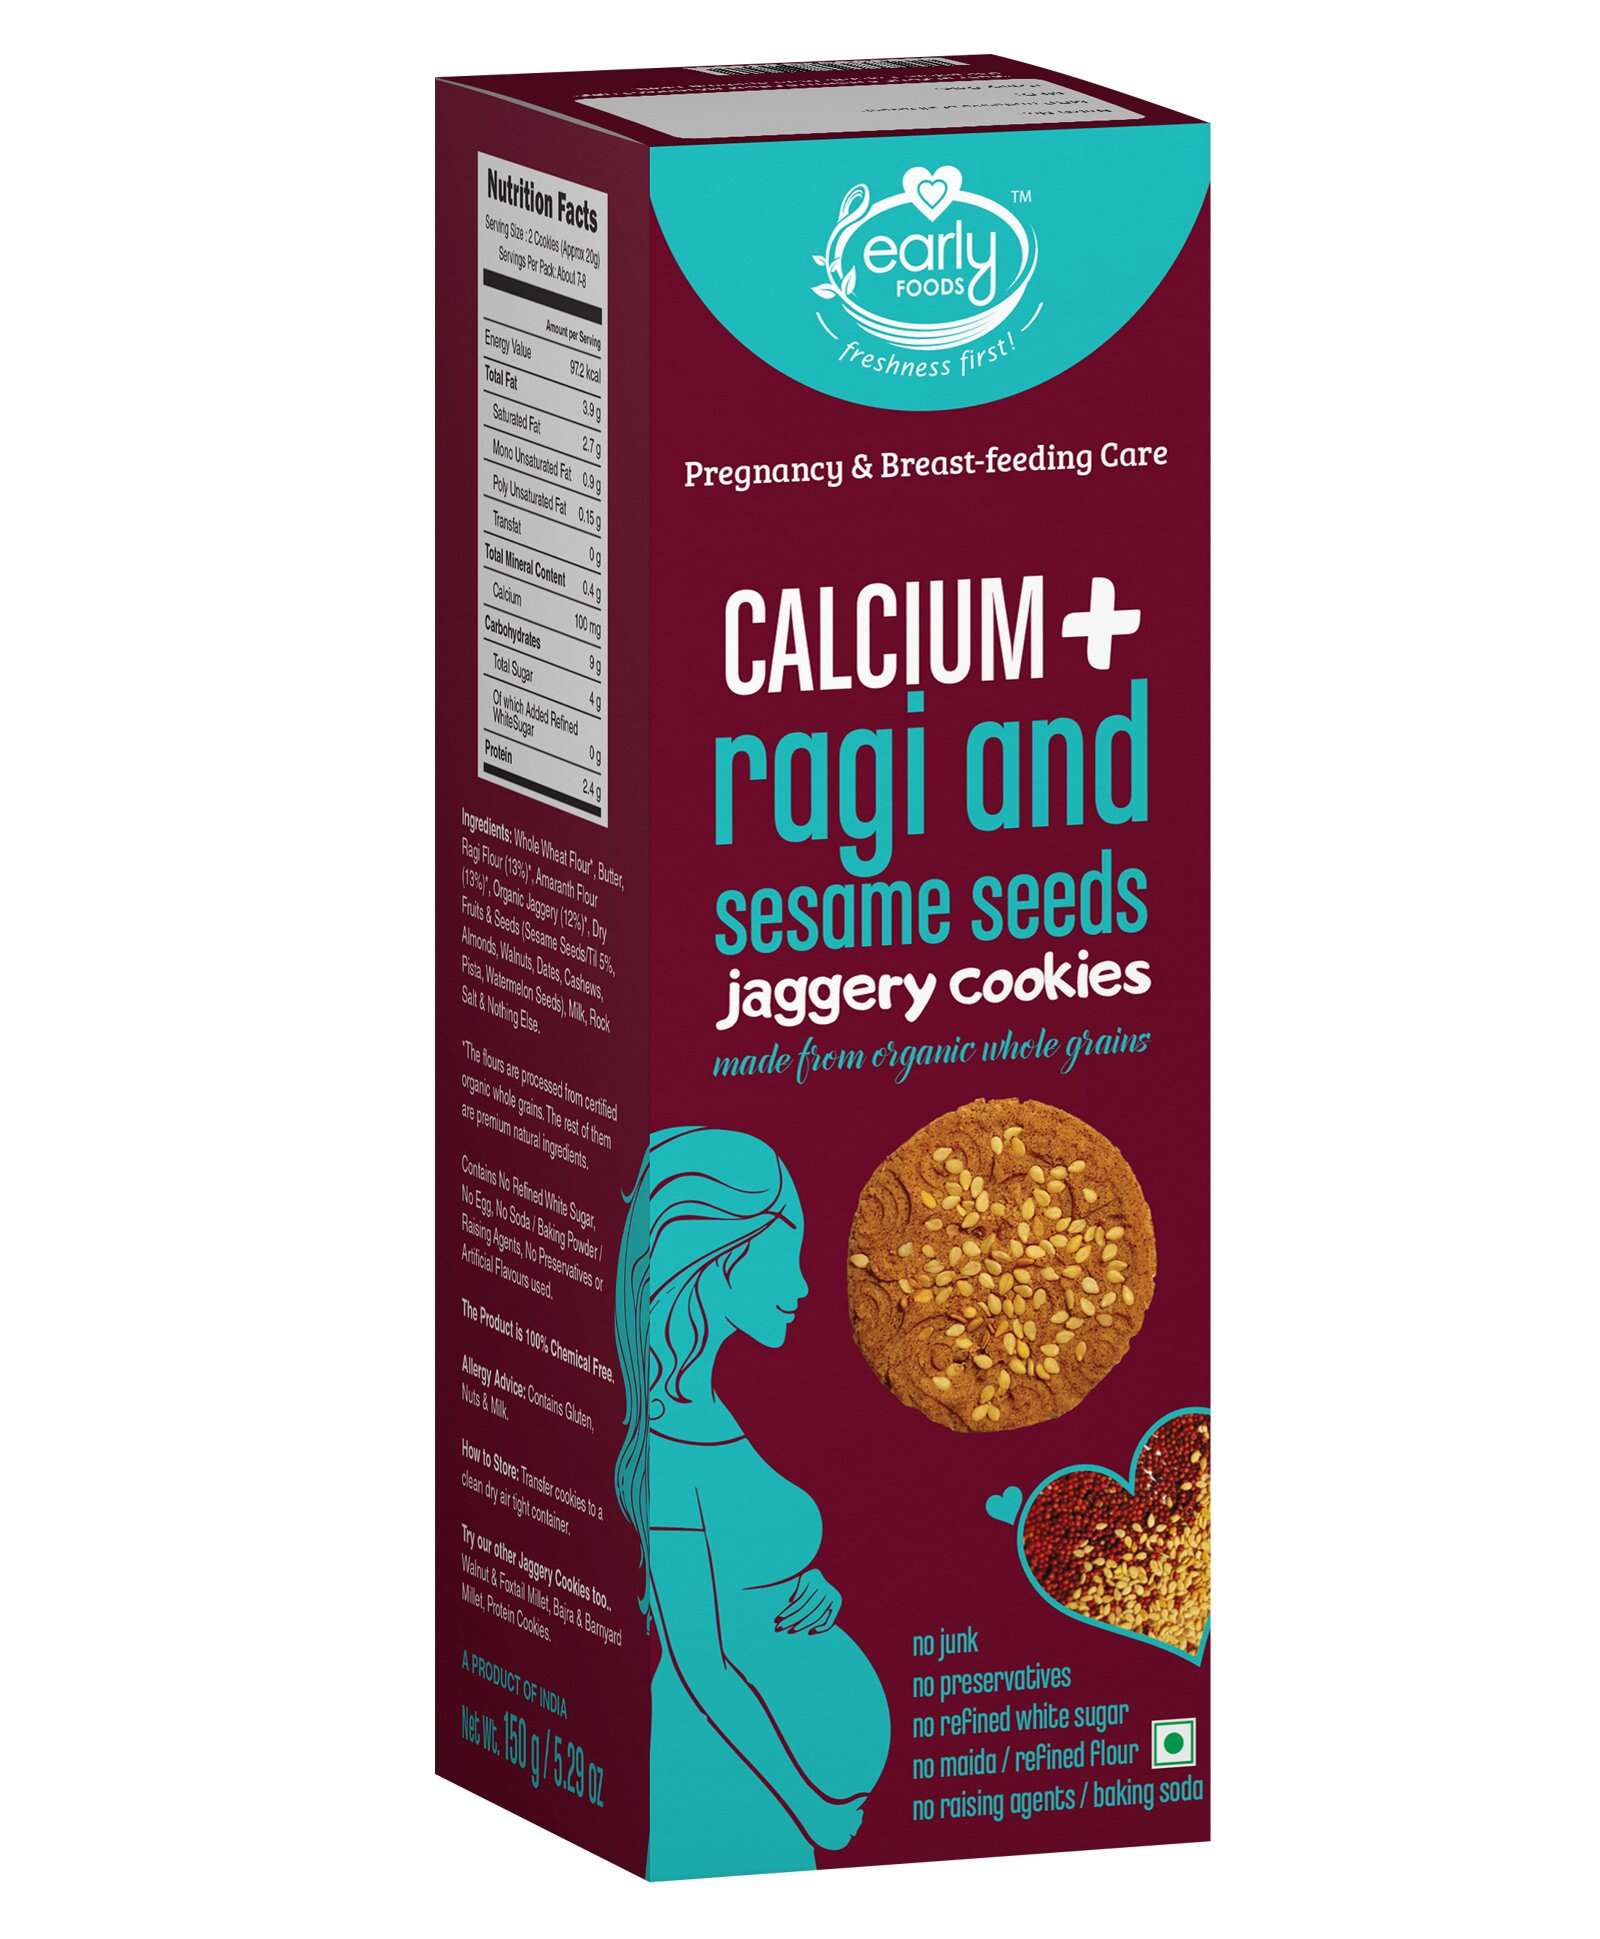 early
FOODS
TM
freshness first!
Pregnancy & Breast-feeding Care
CALCIUM+
ragi and
sesame seeds
jaggery cookies
made from organic whole grains
no junk
no preservatives
no refined white sugar
no maida / refined flour
no raising agents / baking soda
Nutrition Facts
Serving Size : 2 Cookies (Approx 20g)
Servings Per Pack: About 7-8
Amount per Serving
Energy Value 97.2 kcal
Total Fat 3.9 g
Saturated Fat 2.7 g
Mono Unsaturated Fat 0.9 g
Poly Unsaturated Fat 0.15 g
Transfat 0 g
Total Mineral Content 0.4 g
Calcium 100 mg
Carbohydrates 9 g
Total Sugar 4 g
Of which Added Refined
WhiteSugar 0 g
Protein 2.4 g
Ingredients: Whole Wheat Flour*, Butter,
Ragi Flour (13%)*, Amaranth Flour
(13%)*, Organic Jaggery (12%)*, Dry
Fruits & Seeds (Sesame Seeds/Til 5%,
Almonds, Walnuts, Dates, Cashews,
Pista, Watermelon Seeds), Milk, Rock
Salt & Nothing Else.
*The flours are processed from certified
organic whole grains. The rest of them
are premium natural ingredients.
Contains No Refined White Sugar,
No Egg, No Soda / Baking Powder /
Raising Agents, No Preservatives or
Artificial Flavours used.
The Product is 100% Chemical Free.
Allergy Advice: Contains Gluten,
Nuts & Milk.
How to Store: Transfer cookies to a
clean dry air tight container.
Try our other Jaggery Cookies too..
Walnut & Foxtail Millet, Bajra & Barnyard
Millet, Protein Cookies.
A PRODUCT OF INDIA
Net Wt. 150 g / 5.29 oz